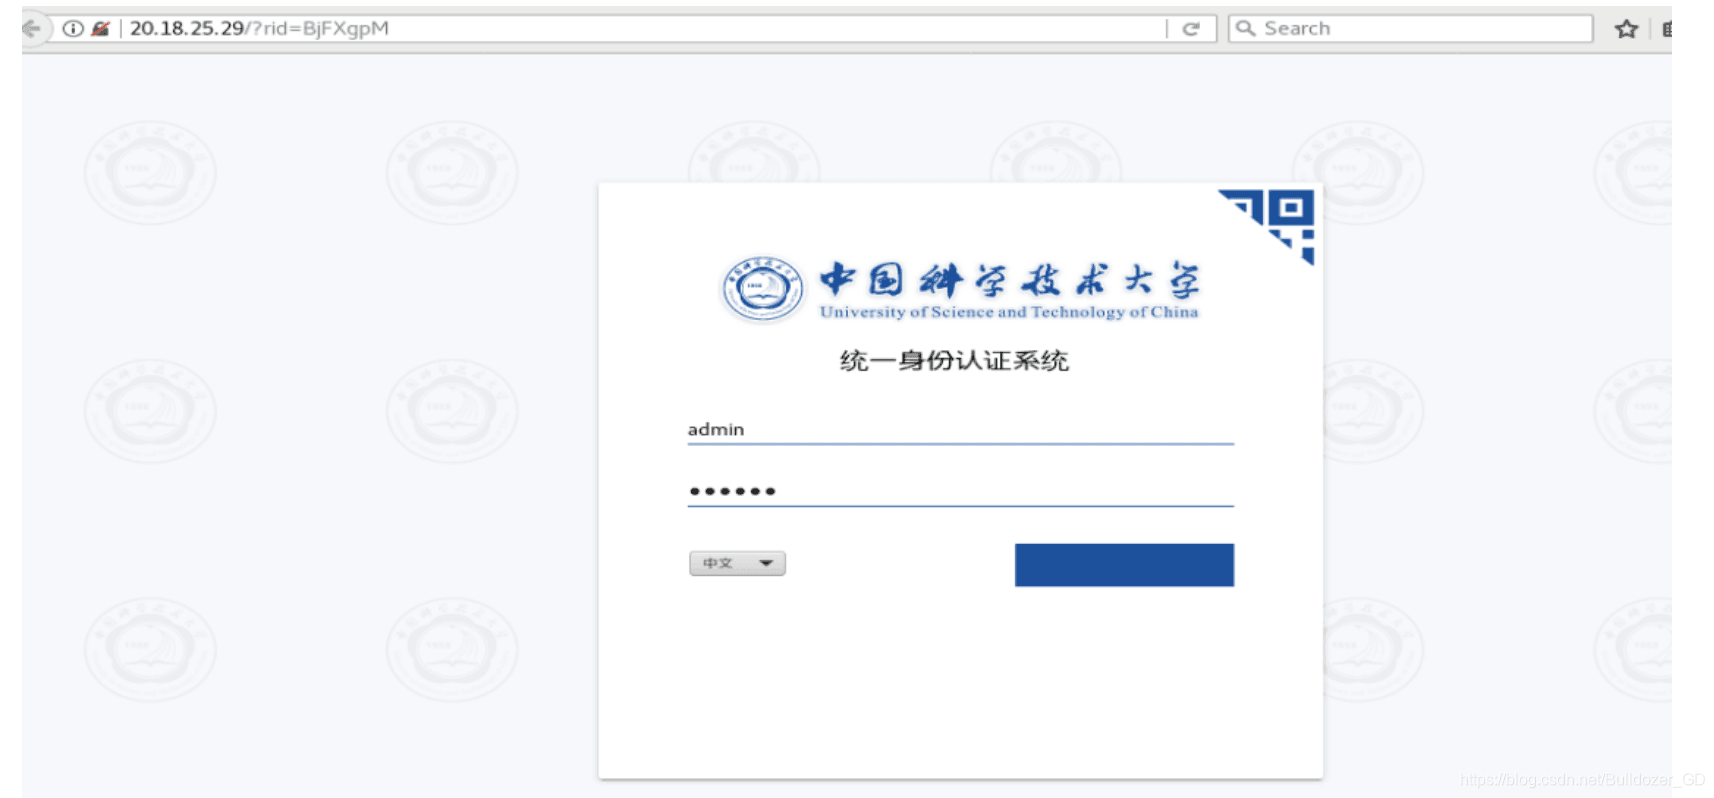 20.18.25.29/?rid=BjFXgpM
Search
中国科学技术大学
University of Science and Technology of China
统一身份认证系统
admin
••••••
中文
https://blog.csdn.net/Bulldozer_GD